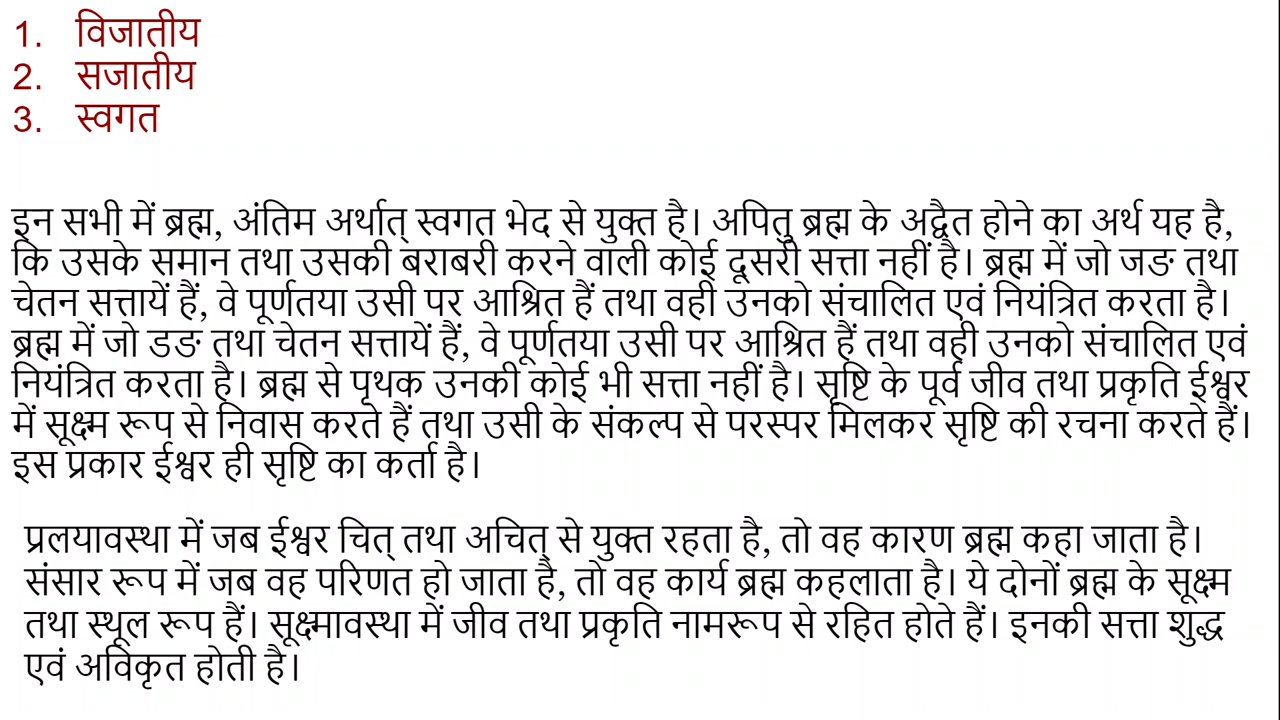 1. विजातीय
2. सजातीय
3. स्वगत
इन सभी में ब्रह्म, अंतिम अर्थात् स्वगत भेद से युक्त है। अपितु ब्रह्म के अद्वैत होने का अर्थ यह है,
कि उसके समान तथा उसकी बराबरी करने वाली कोई दूसरी सत्ता नहीं है। ब्रह्म में जो जङ तथा
चेतन सत्तायें हैं, वे पूर्णतया उसी पर आश्रित हैं तथा वही उनको संचालित एवं नियंत्रित करता है।
ब्रह्म में जो डङ तथा चेतन सत्तायें हैं, वे पूर्णतया उसी पर आश्रित हैं तथा वही उनको संचालित एवं
नियंत्रित करता है। ब्रह्म से पृथक उनकी कोई भी सत्ता नहीं है। सृष्टि के पूर्व जीव तथा प्रकृति ईश्वर
में सूक्ष्म रूप से निवास करते हैं तथा उसी के संकल्प से परस्पर मिलकर सृष्टि की रचना करते हैं।
इस प्रकार ईश्वर ही सृष्टि का कर्ता है।
प्रलयावस्था में जब ईश्वर चित् तथा अचित् से युक्त रहता है, तो वह कारण ब्रह्म कहा जाता है।
संसार रूप में जब वह परिणत हो जाता है, तो वह कार्य ब्रह्म कहलाता है। ये दोनों ब्रह्म के सूक्ष्म
तथा स्थूल रूप हैं। सूक्ष्मावस्था में जीव तथा प्रकृति नामरूप से रहित होते हैं। इनकी सत्ता शुद्ध
एवं अविकृत होती है।